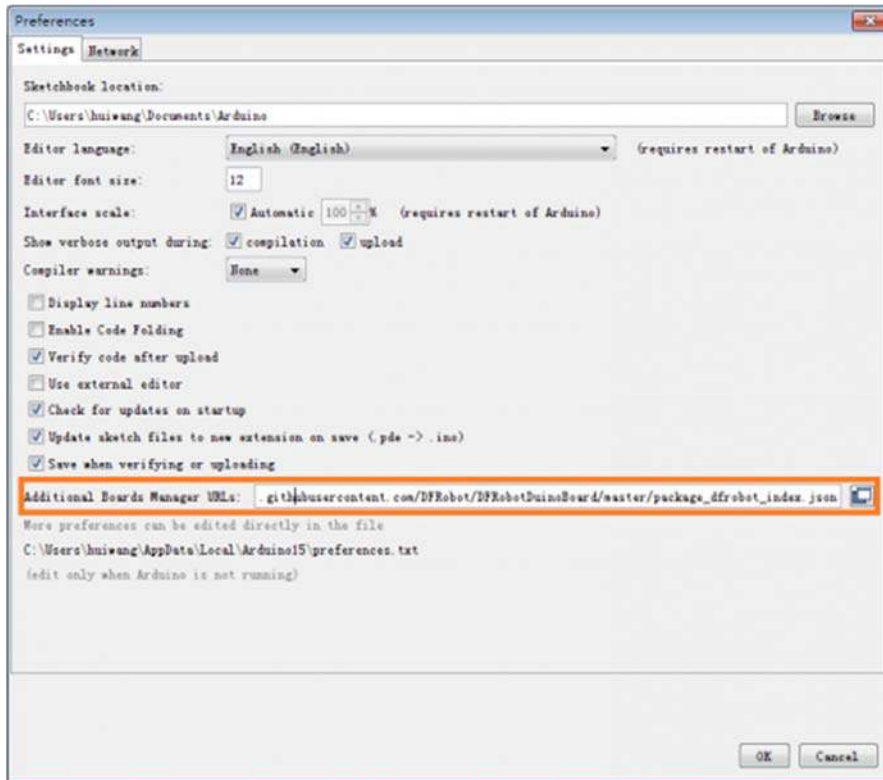 Preferences
Settings Network
Sketchbook location:
C:\Users\huiwang\Documents\Arduino Browse
Editor language: English (English) (requires restart of Arduino)
Editor font size: 12
Interface scale: Automatic 100 % (requires restart of Arduino)
Show verbose output during: compilation upload
Compiler warnings: None
Display line numbers
Enable Code Folding
Verify code after upload
Use external editor
Check for updates on startup
Update sketch files to new extension on save (.pde -> .ino)
Save when verifying or uploading
Additional Boards Manager URLs: .githubusercontent.com/DFRobot/DFRobotDuinoBoard/master/package_dfrobot_index.json
More preferences can be edited directly in the file
C:\Users\huiwang\AppData\Local\Arduino15\preferences.txt
(edit only when Arduino is not running)
OK Cancel